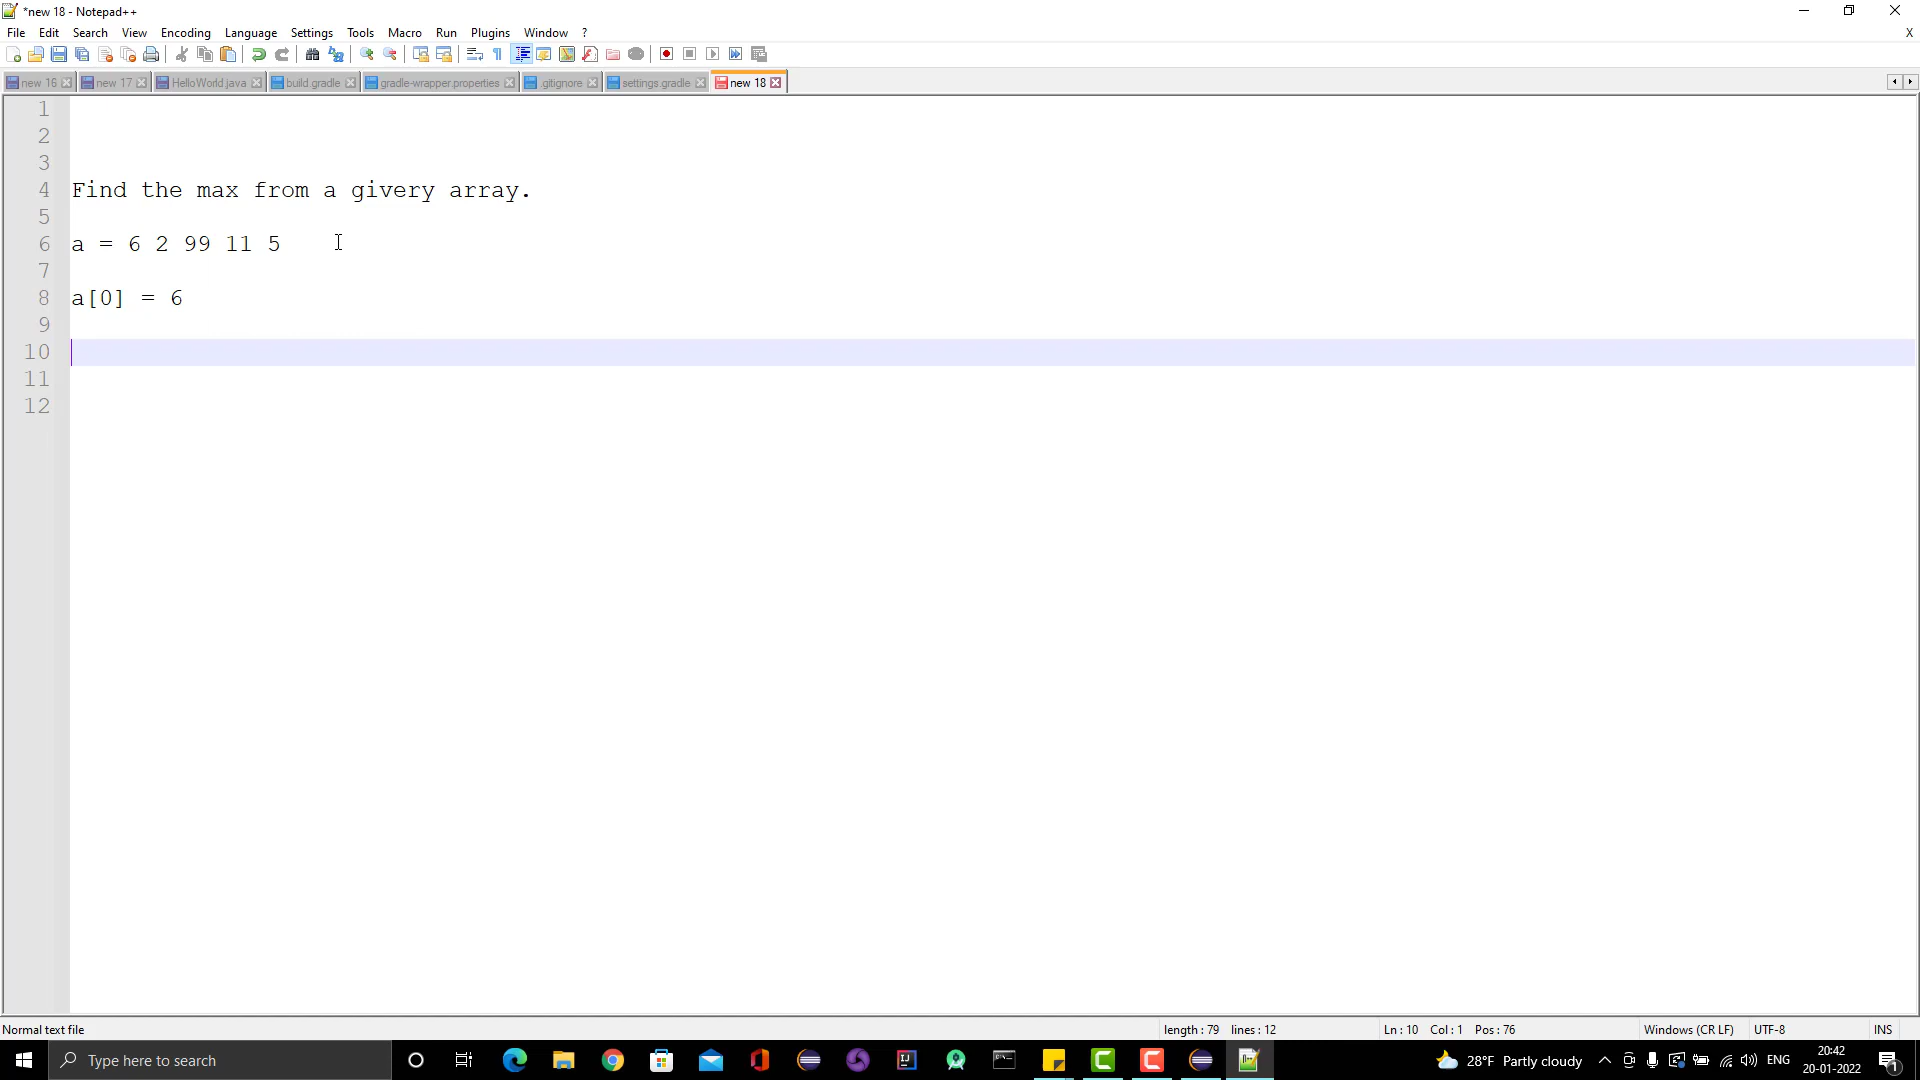 *new 18 - Notepad++
File Edit Search View Encoding Language Settings Tools Macro Run Plugins Window ? X
new 16 new 17 HelloWorld.java build.gradle gradle-wrapper.properties .gitignore settings.gradle new 18
1
2
3
4 Find the max from a givery array.
5
6 a = 6 2 99 11 5
7
8 a[0] = 6
9
10
11
12
Normal text file length : 79 lines : 12 Ln : 10 Col : 1 Pos : 76 Windows (CR LF) UTF-8 INS
Type here to search 28°F Partly cloudy ENG 20:42
20-01-2022 1